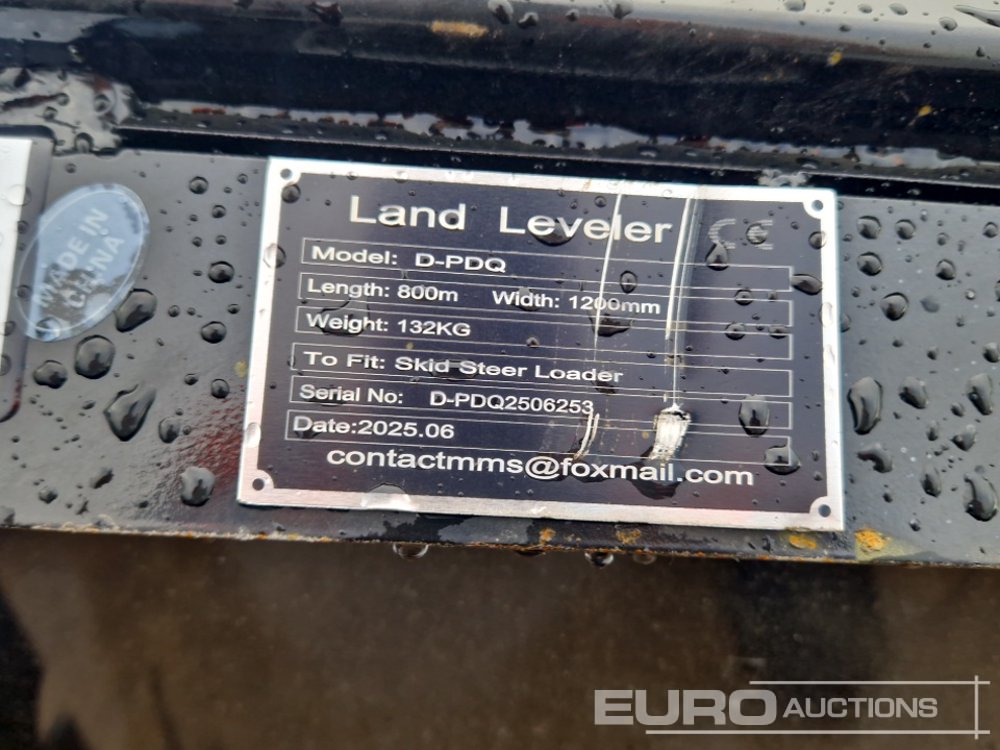 MADE IN
CHINA
Land Leveler
CE
Model: D-PDQ
Length: 800m Width: 1200mm
Weight: 132KG
To Fit: Skid Steer Loader
Serial No: D-PDQ2506253
Date:2025.06
contactmms@foxmail.com
EURO AUCTIONS